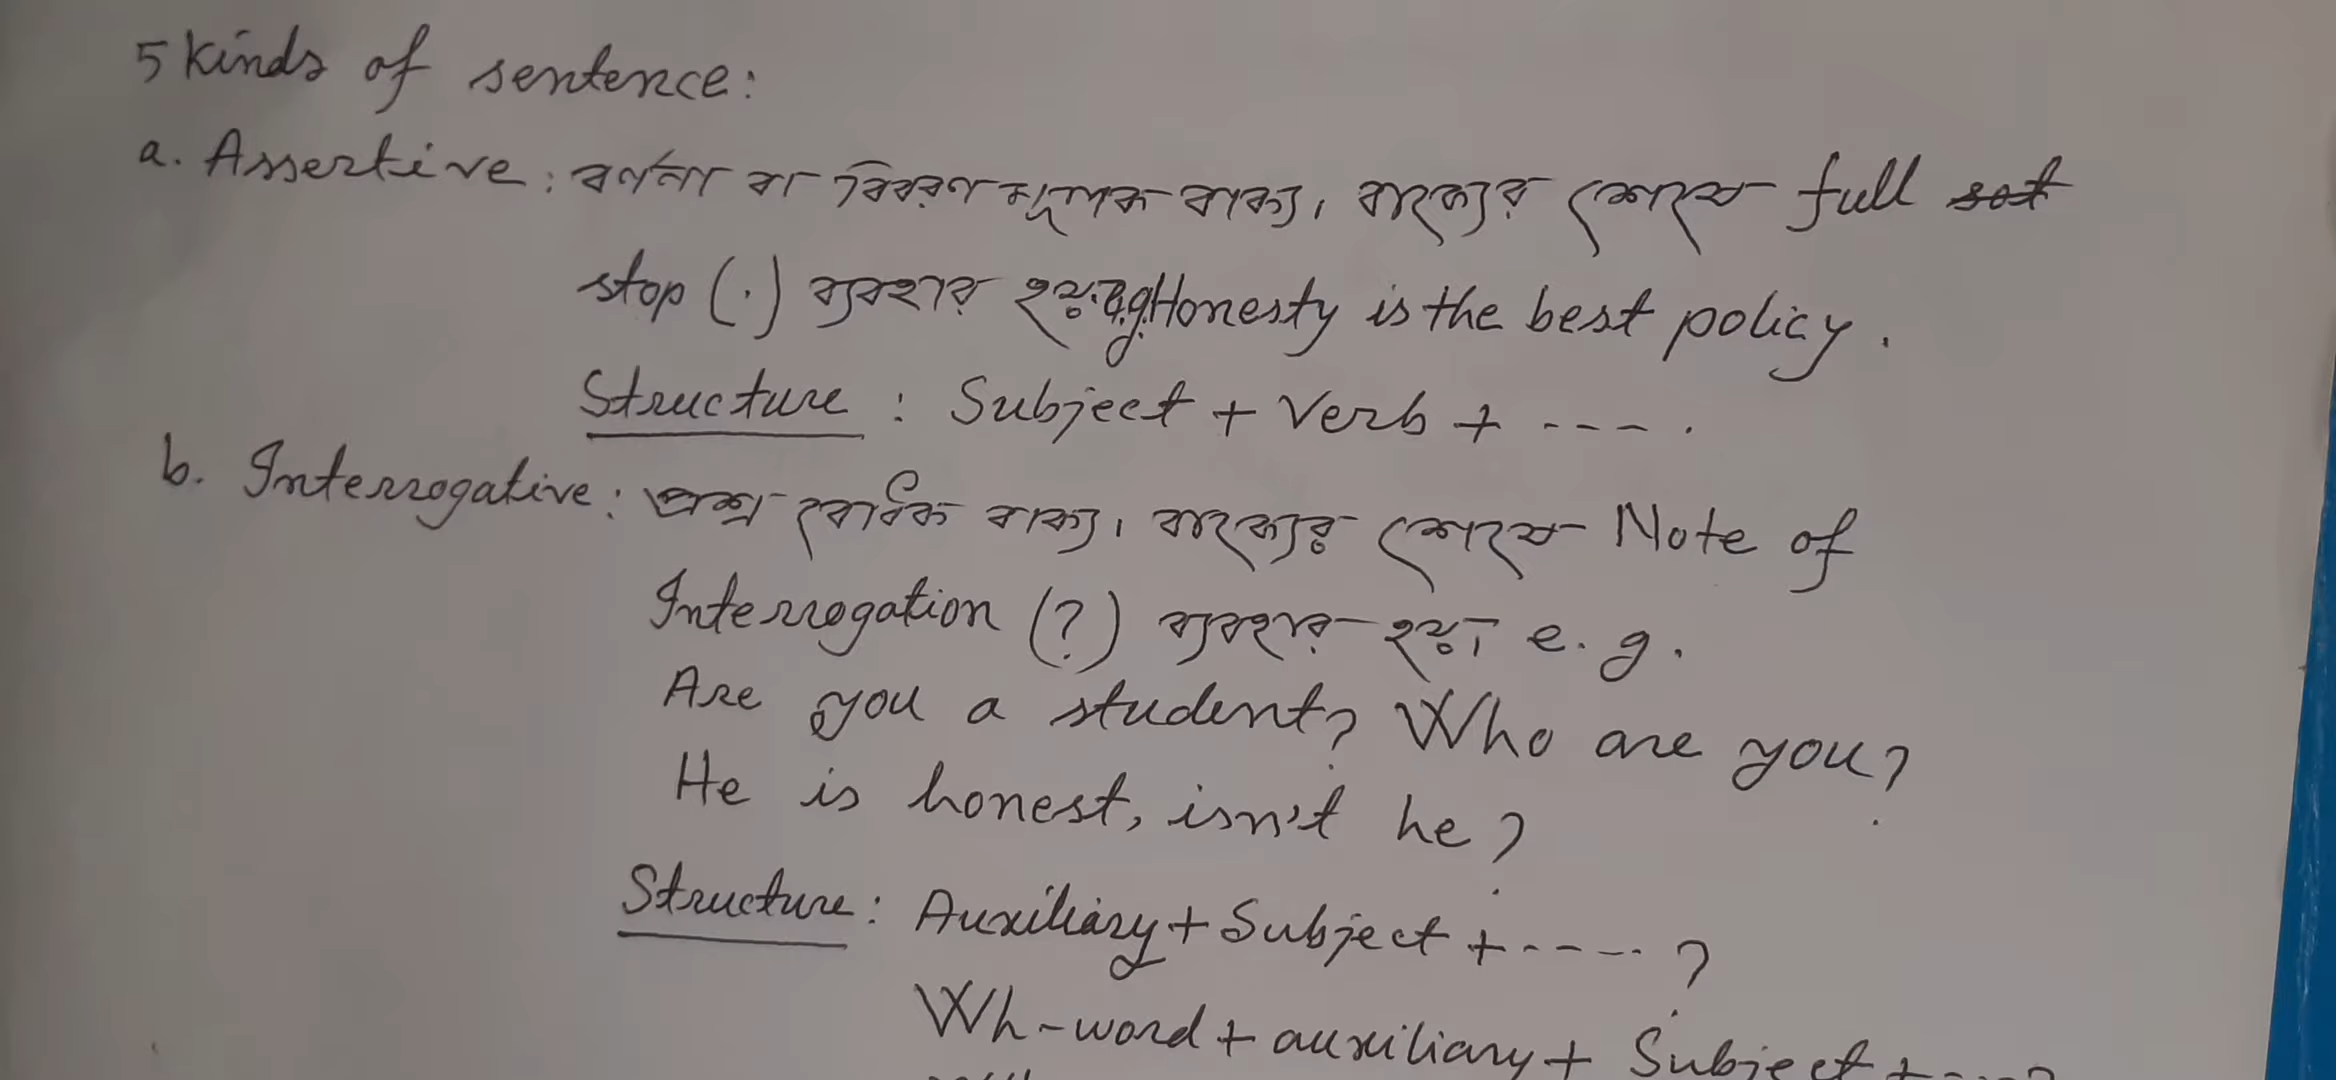 5 kinds of sentence:
a. Assertive: বর্ণনা বা বিবরণ মূলক বাক্য। বাক্যের শেষে full
stop (.) ব্যবহার হয়. e.g. Honesty is the best policy.
Structure : Subject + Verb + ---- .
b. Interrogative: প্রশ্ন বোধক বাক্য। বাক্যের শেষে Note of
Interrogation (?) ব্যবহার হয়। e.g.
Are you a student? Who are you?
He is honest, isn't he?
Structure: Auxiliary + Subject + ----- ?
Wh-word + auxiliary + Subject + ----?